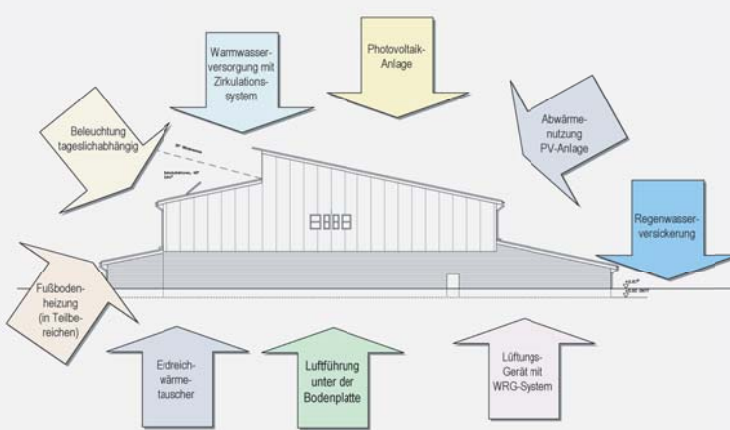 Warmwasser-
versorgung mit
Zirkulations-
system
Photovoltaik-
Anlage
Beleuchtung
tageslichabhängig
Abwärme-
nutzung
PV-Anlage
Regenwasser-
versickerung
Fußboden-
heizung
(in Teilbe-
reichen)
Erdreich-
wärme-
tauscher
Luftführung
unter der
Bodenplatte
Lüftungs-
Gerät mit
WRG-System